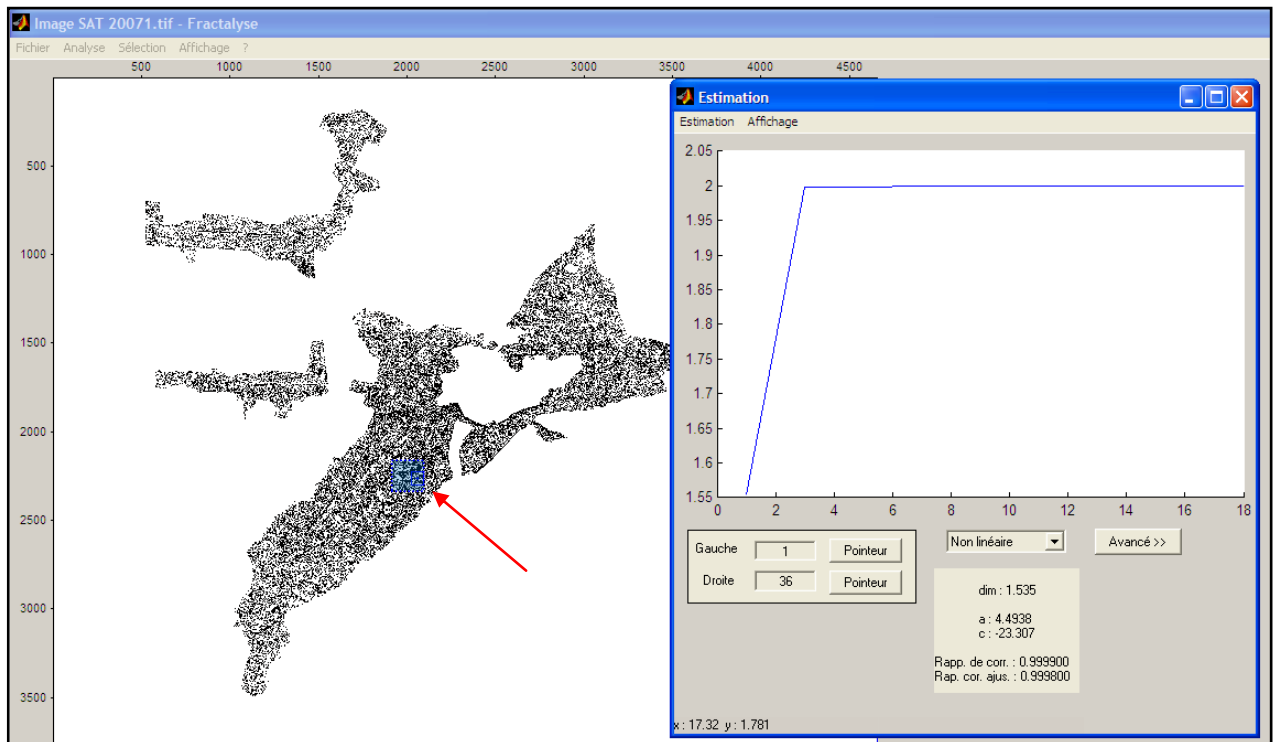 Image SAT 20071.tif - Fractalyse
Fichier Analyse Sélection Affichage ?
500 1000 1500 2000 2500 3000 3500 4000 4500
500
1000
1500
2000
2500
3000
3500
Estimation
Estimation Affichage
2.05
2
1.95
1.9
1.85
1.8
1.75
1.7
1.65
1.6
1.55
0 2 4 6 8 10 12 14 16 18
Gauche 1 Pointeur
Droite 36 Pointeur
Non linéaire
Avancé >>
dim : 1.535
a : 4.4938
c : -23.307
Rapp. de corr. : 0.999900
Rap. cor. ajus. : 0.999800
x : 17.32 y : 1.781